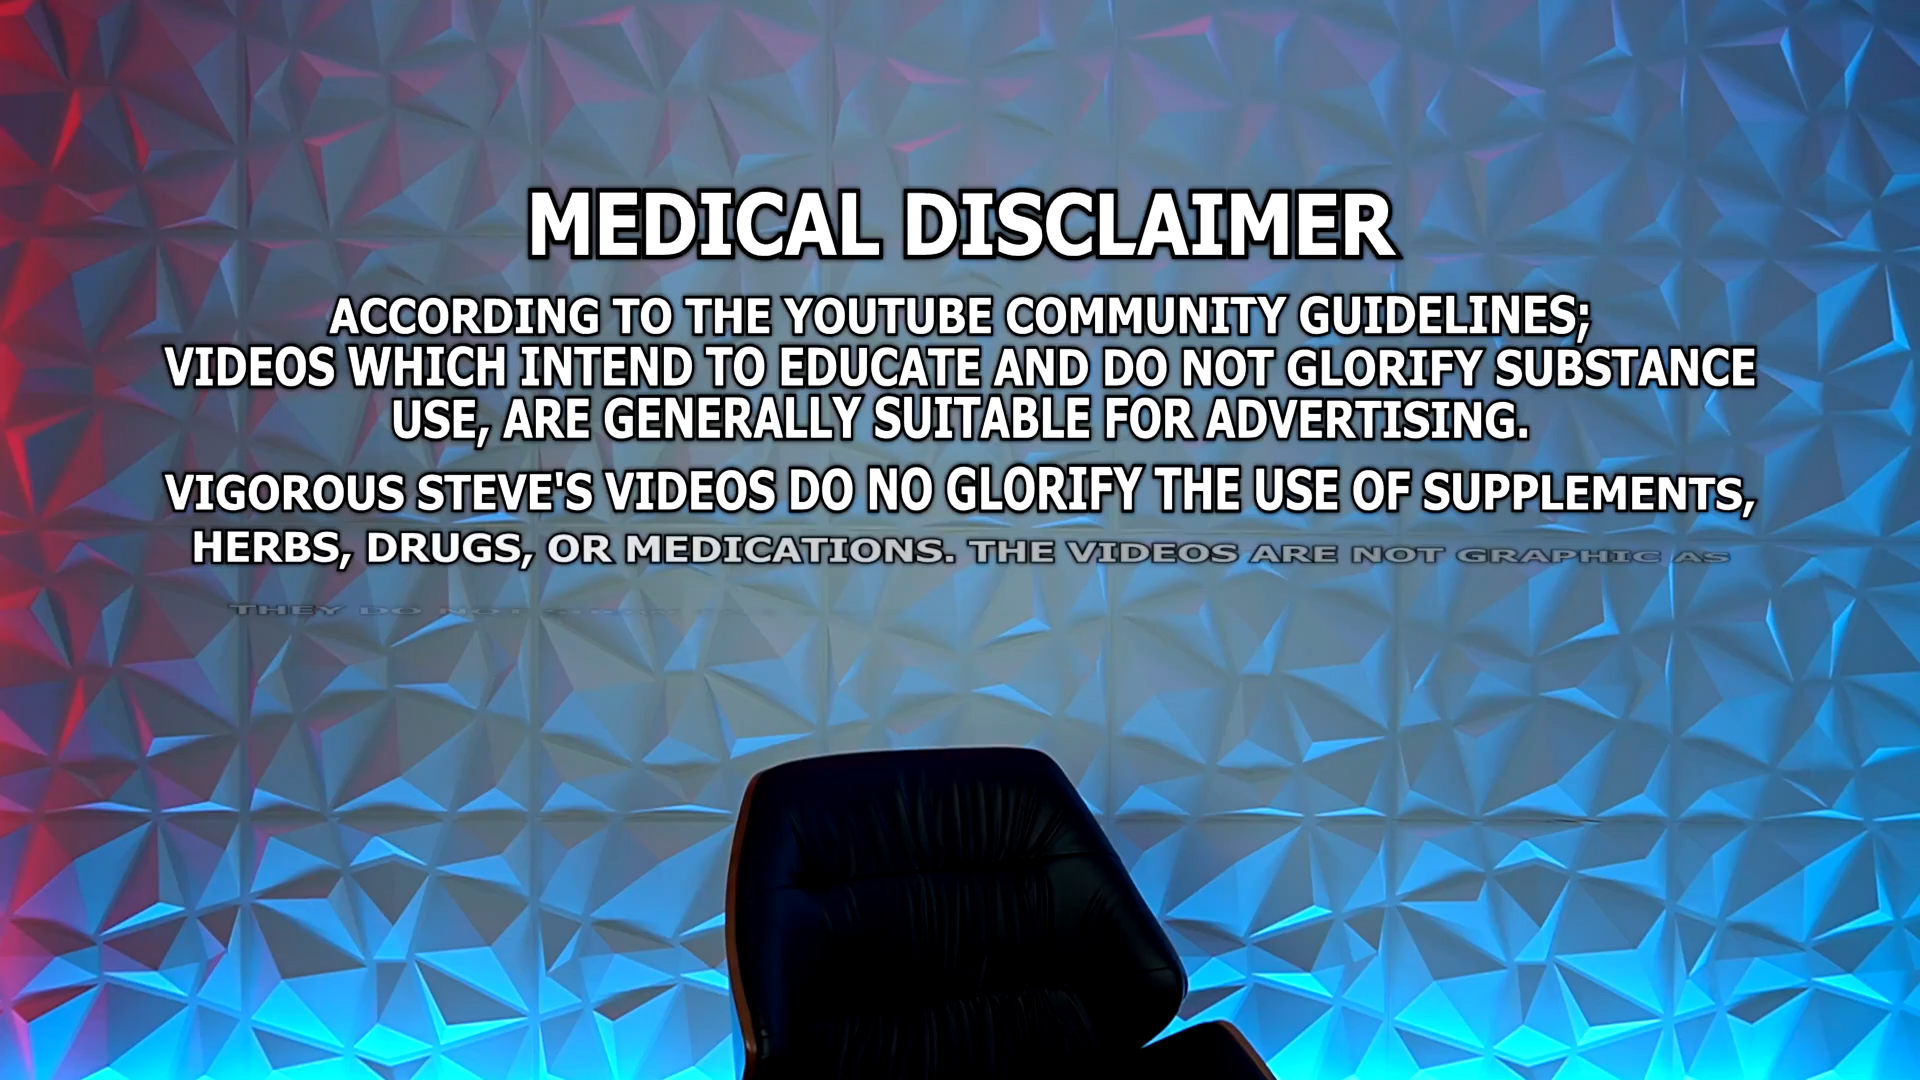 MEDICAL DISCLAIMER
ACCORDING TO THE YOUTUBE COMMUNITY GUIDELINES;
VIDEOS WHICH INTEND TO EDUCATE AND DO NOT GLORIFY SUBSTANCE
USE, ARE GENERALLY SUITABLE FOR ADVERTISING.
VIGOROUS STEVE'S VIDEOS DO NO GLORIFY THE USE OF SUPPLEMENTS,
HERBS, DRUGS, OR MEDICATIONS. THE VIDEOS ARE NOT GRAPHIC AS
THEY DO NOT